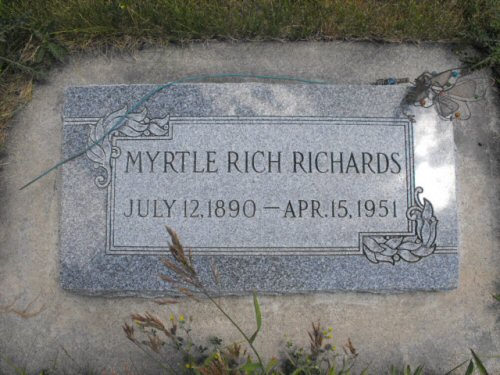 MYRTLE RICH RICHARDS
JULY 12, 1890 — APR. 15, 1951